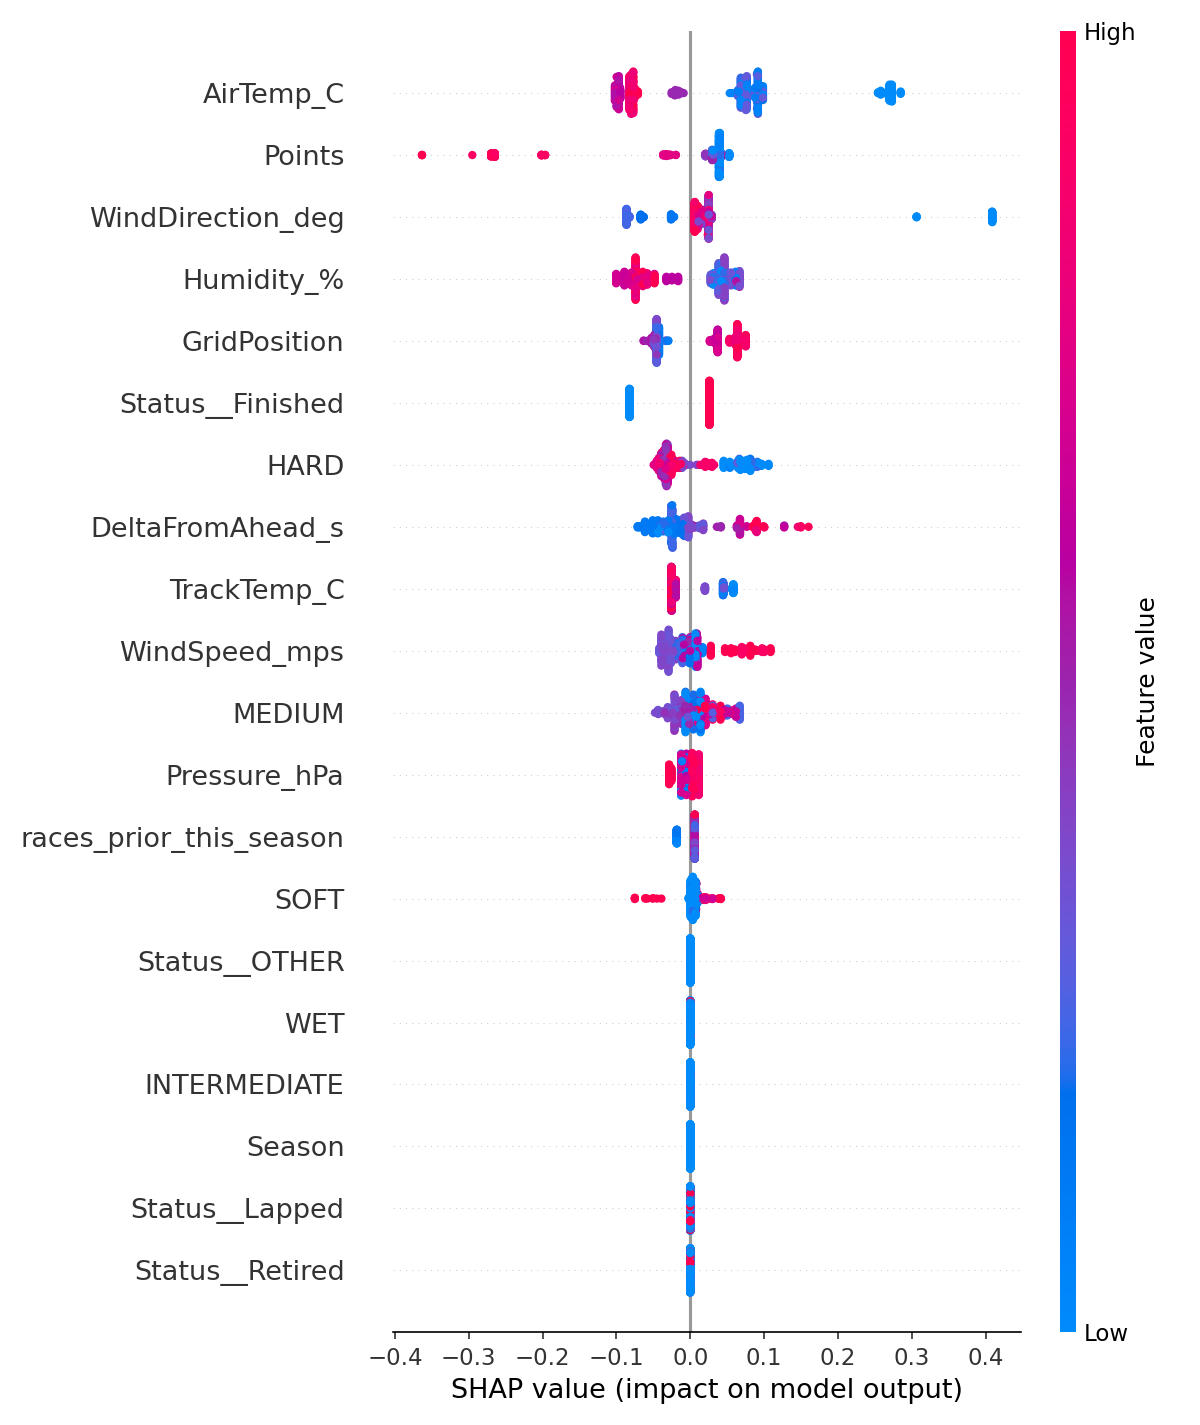 High
AirTemp_C
Points
WindDirection_deg
Humidity_%
GridPosition
Status__Finished
HARD
DeltaFromAhead_s
TrackTemp_C
WindSpeed_mps
MEDIUM
Pressure_hPa
races_prior_this_season
SOFT
Status__OTHER
WET
INTERMEDIATE
Season
Status__Lapped
Status__Retired
Feature value
Low
−0.4 −0.3 −0.2 −0.1 0.0 0.1 0.2 0.3 0.4
SHAP value (impact on model output)